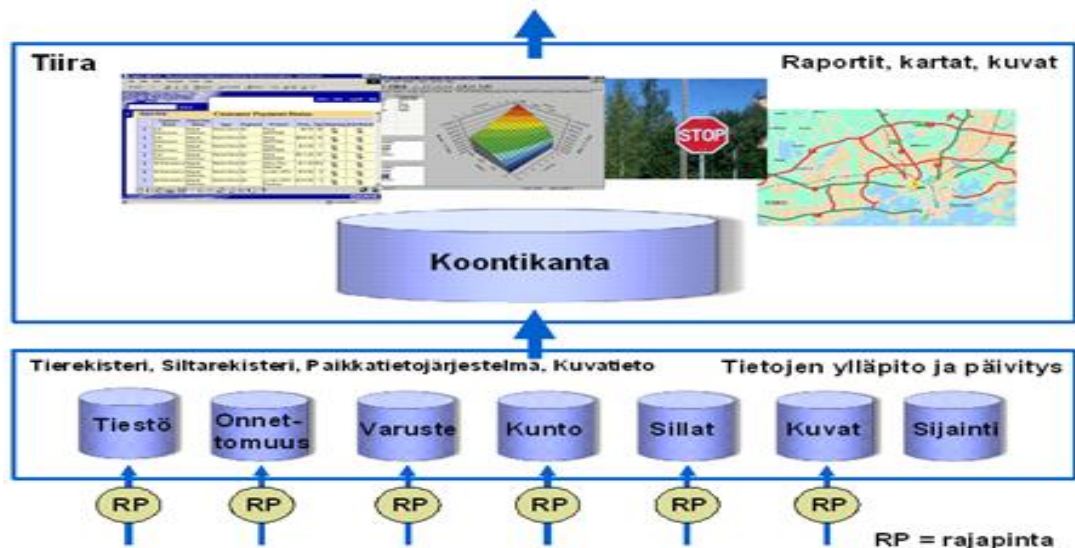 Tiira
Raportit, kartat, kuvat
STOP
Koontikanta
Tierekisteri, Siltarekisteri, Paikkatietojärjestelmä, Kuvatieto
Tietojen ylläpito ja päivitys
Tiestö
Onnet-
tomuus
Varuste
Kunto
Sillat
Kuvat
Sijainti
RP
RP
RP
RP
RP
RP
RP = rajapinta